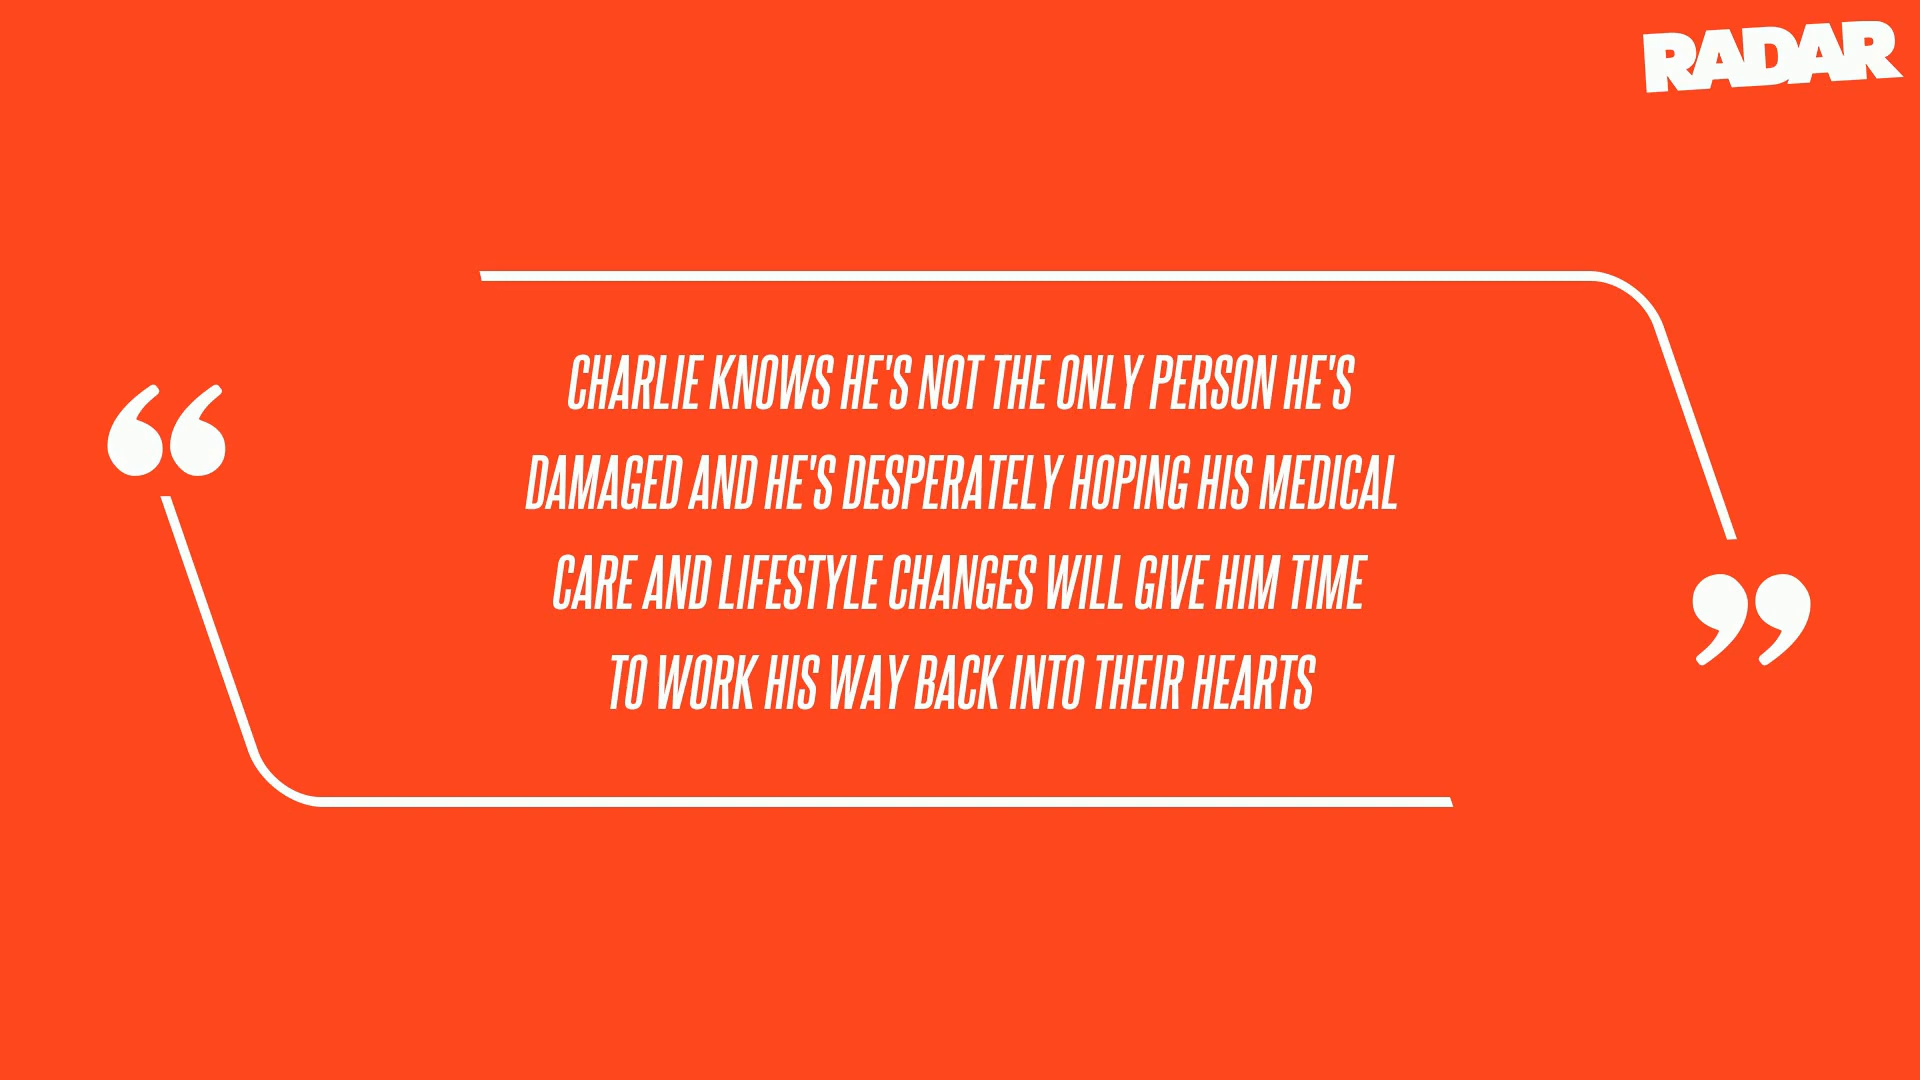 RADAR
“
CHARLIE KNOWS HE'S NOT THE ONLY PERSON HE'S
DAMAGED AND HE'S DESPERATELY HOPING HIS MEDICAL
CARE AND LIFESTYLE CHANGES WILL GIVE HIM TIME
TO WORK HIS WAY BACK INTO THEIR HEARTS
”